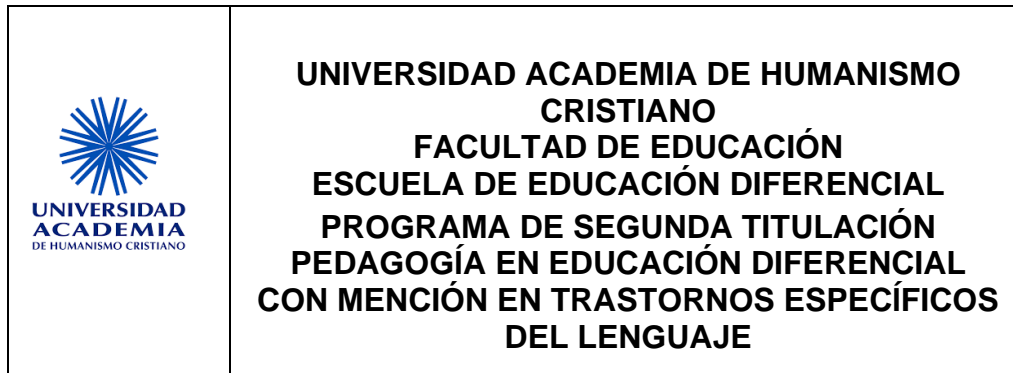 UNIVERSIDAD
ACADEMIA
DE HUMANISMO CRISTIANO
UNIVERSIDAD ACADEMIA DE HUMANISMO
CRISTIANO
FACULTAD DE EDUCACIÓN
ESCUELA DE EDUCACIÓN DIFERENCIAL
PROGRAMA DE SEGUNDA TITULACIÓN
PEDAGOGÍA EN EDUCACIÓN DIFERENCIAL
CON MENCIÓN EN TRASTORNOS ESPECÍFICOS
DEL LENGUAJE